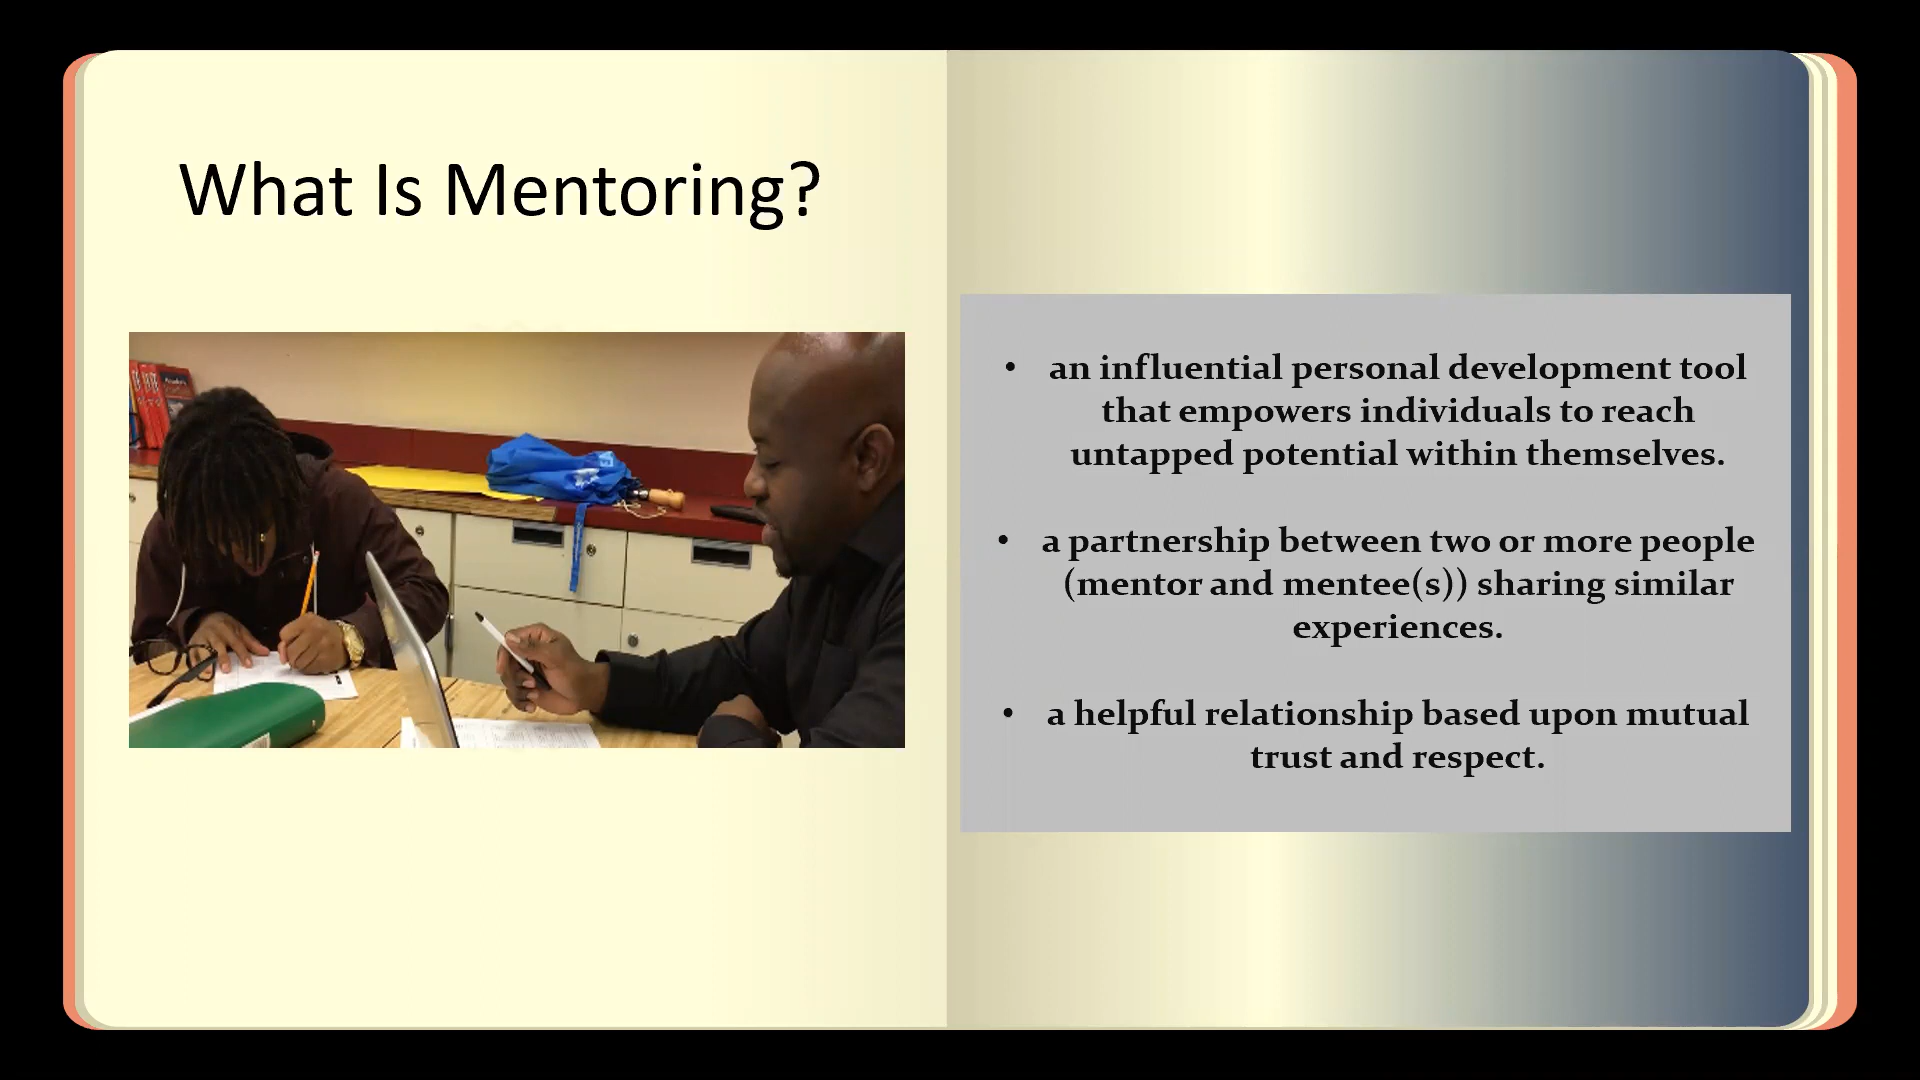 What Is Mentoring?
• an influential personal development tool
that empowers individuals to reach
untapped potential within themselves.
• a partnership between two or more people
(mentor and mentee(s)) sharing similar
experiences.
• a helpful relationship based upon mutual
trust and respect.